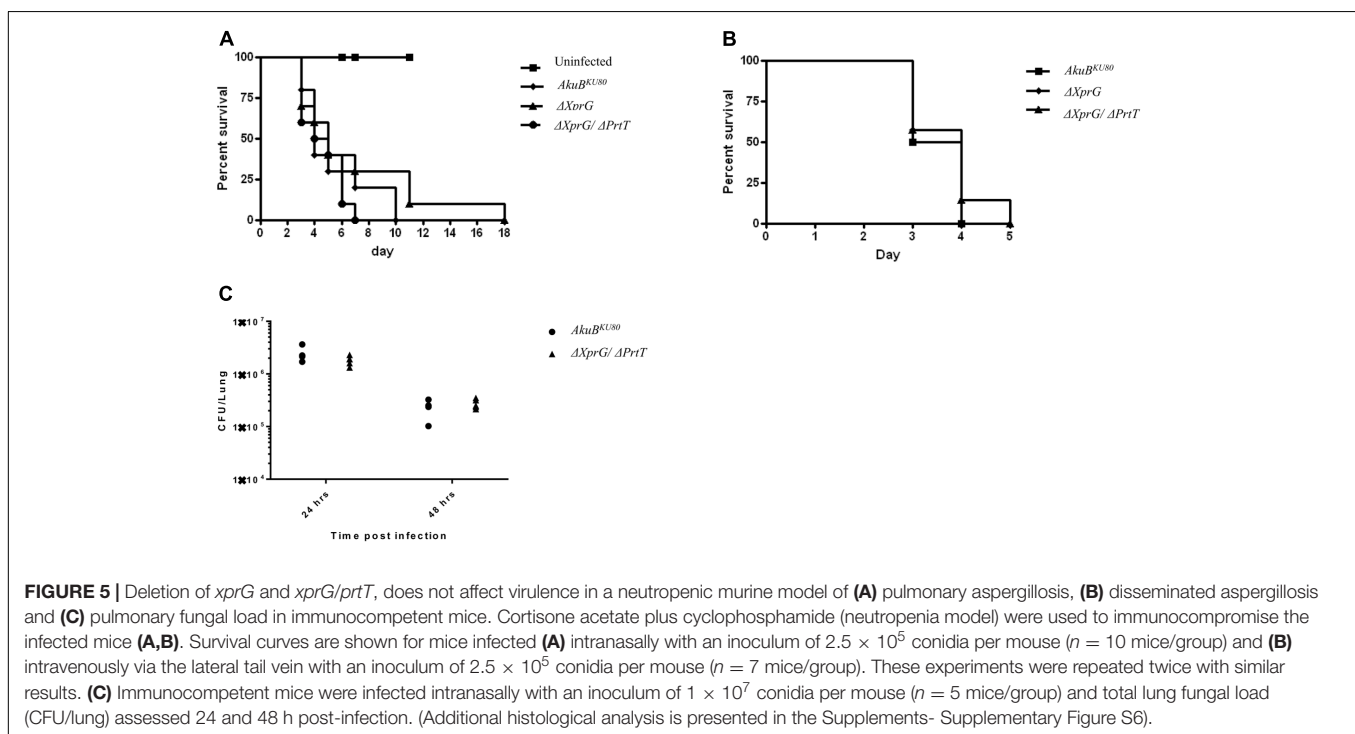 A
100
75
50
25
0
Percent survival
0 2 4 6 8 10 12 14 16 18
day
Uninfected
AkuB^KU80
ΔXprG
ΔXprG/ ΔPrtT
B
100
75
50
25
0
Percent survival
0 1 2 3 4 5
Day
AkuB^KU80
ΔXprG
ΔXprG/ ΔPrtT
C
1×10^7
1×10^6
1×10^5
1×10^4
CFU/Lung
24 hrs 48 hrs
Time post infection
AkuB^KU80
ΔXprG/ ΔPrtT
FIGURE 5 | Deletion of xprG and xprG/prtT, does not affect virulence in a neutropenic murine model of (A) pulmonary aspergillosis, (B) disseminated aspergillosis
and (C) pulmonary fungal load in immunocompetent mice. Cortisone acetate plus cyclophosphamide (neutropenia model) were used to immunocompromise the
infected mice (A,B). Survival curves are shown for mice infected (A) intranasally with an inoculum of 2.5 × 10^5 conidia per mouse (n = 10 mice/group) and (B)
intravenously via the lateral tail vein with an inoculum of 2.5 × 10^5 conidia per mouse (n = 7 mice/group). These experiments were repeated twice with similar
results. (C) Immunocompetent mice were infected intranasally with an inoculum of 1 × 10^7 conidia per mouse (n = 5 mice/group) and total lung fungal load
(CFU/lung) assessed 24 and 48 h post-infection. (Additional histological analysis is presented in the Supplements- Supplementary Figure S6).